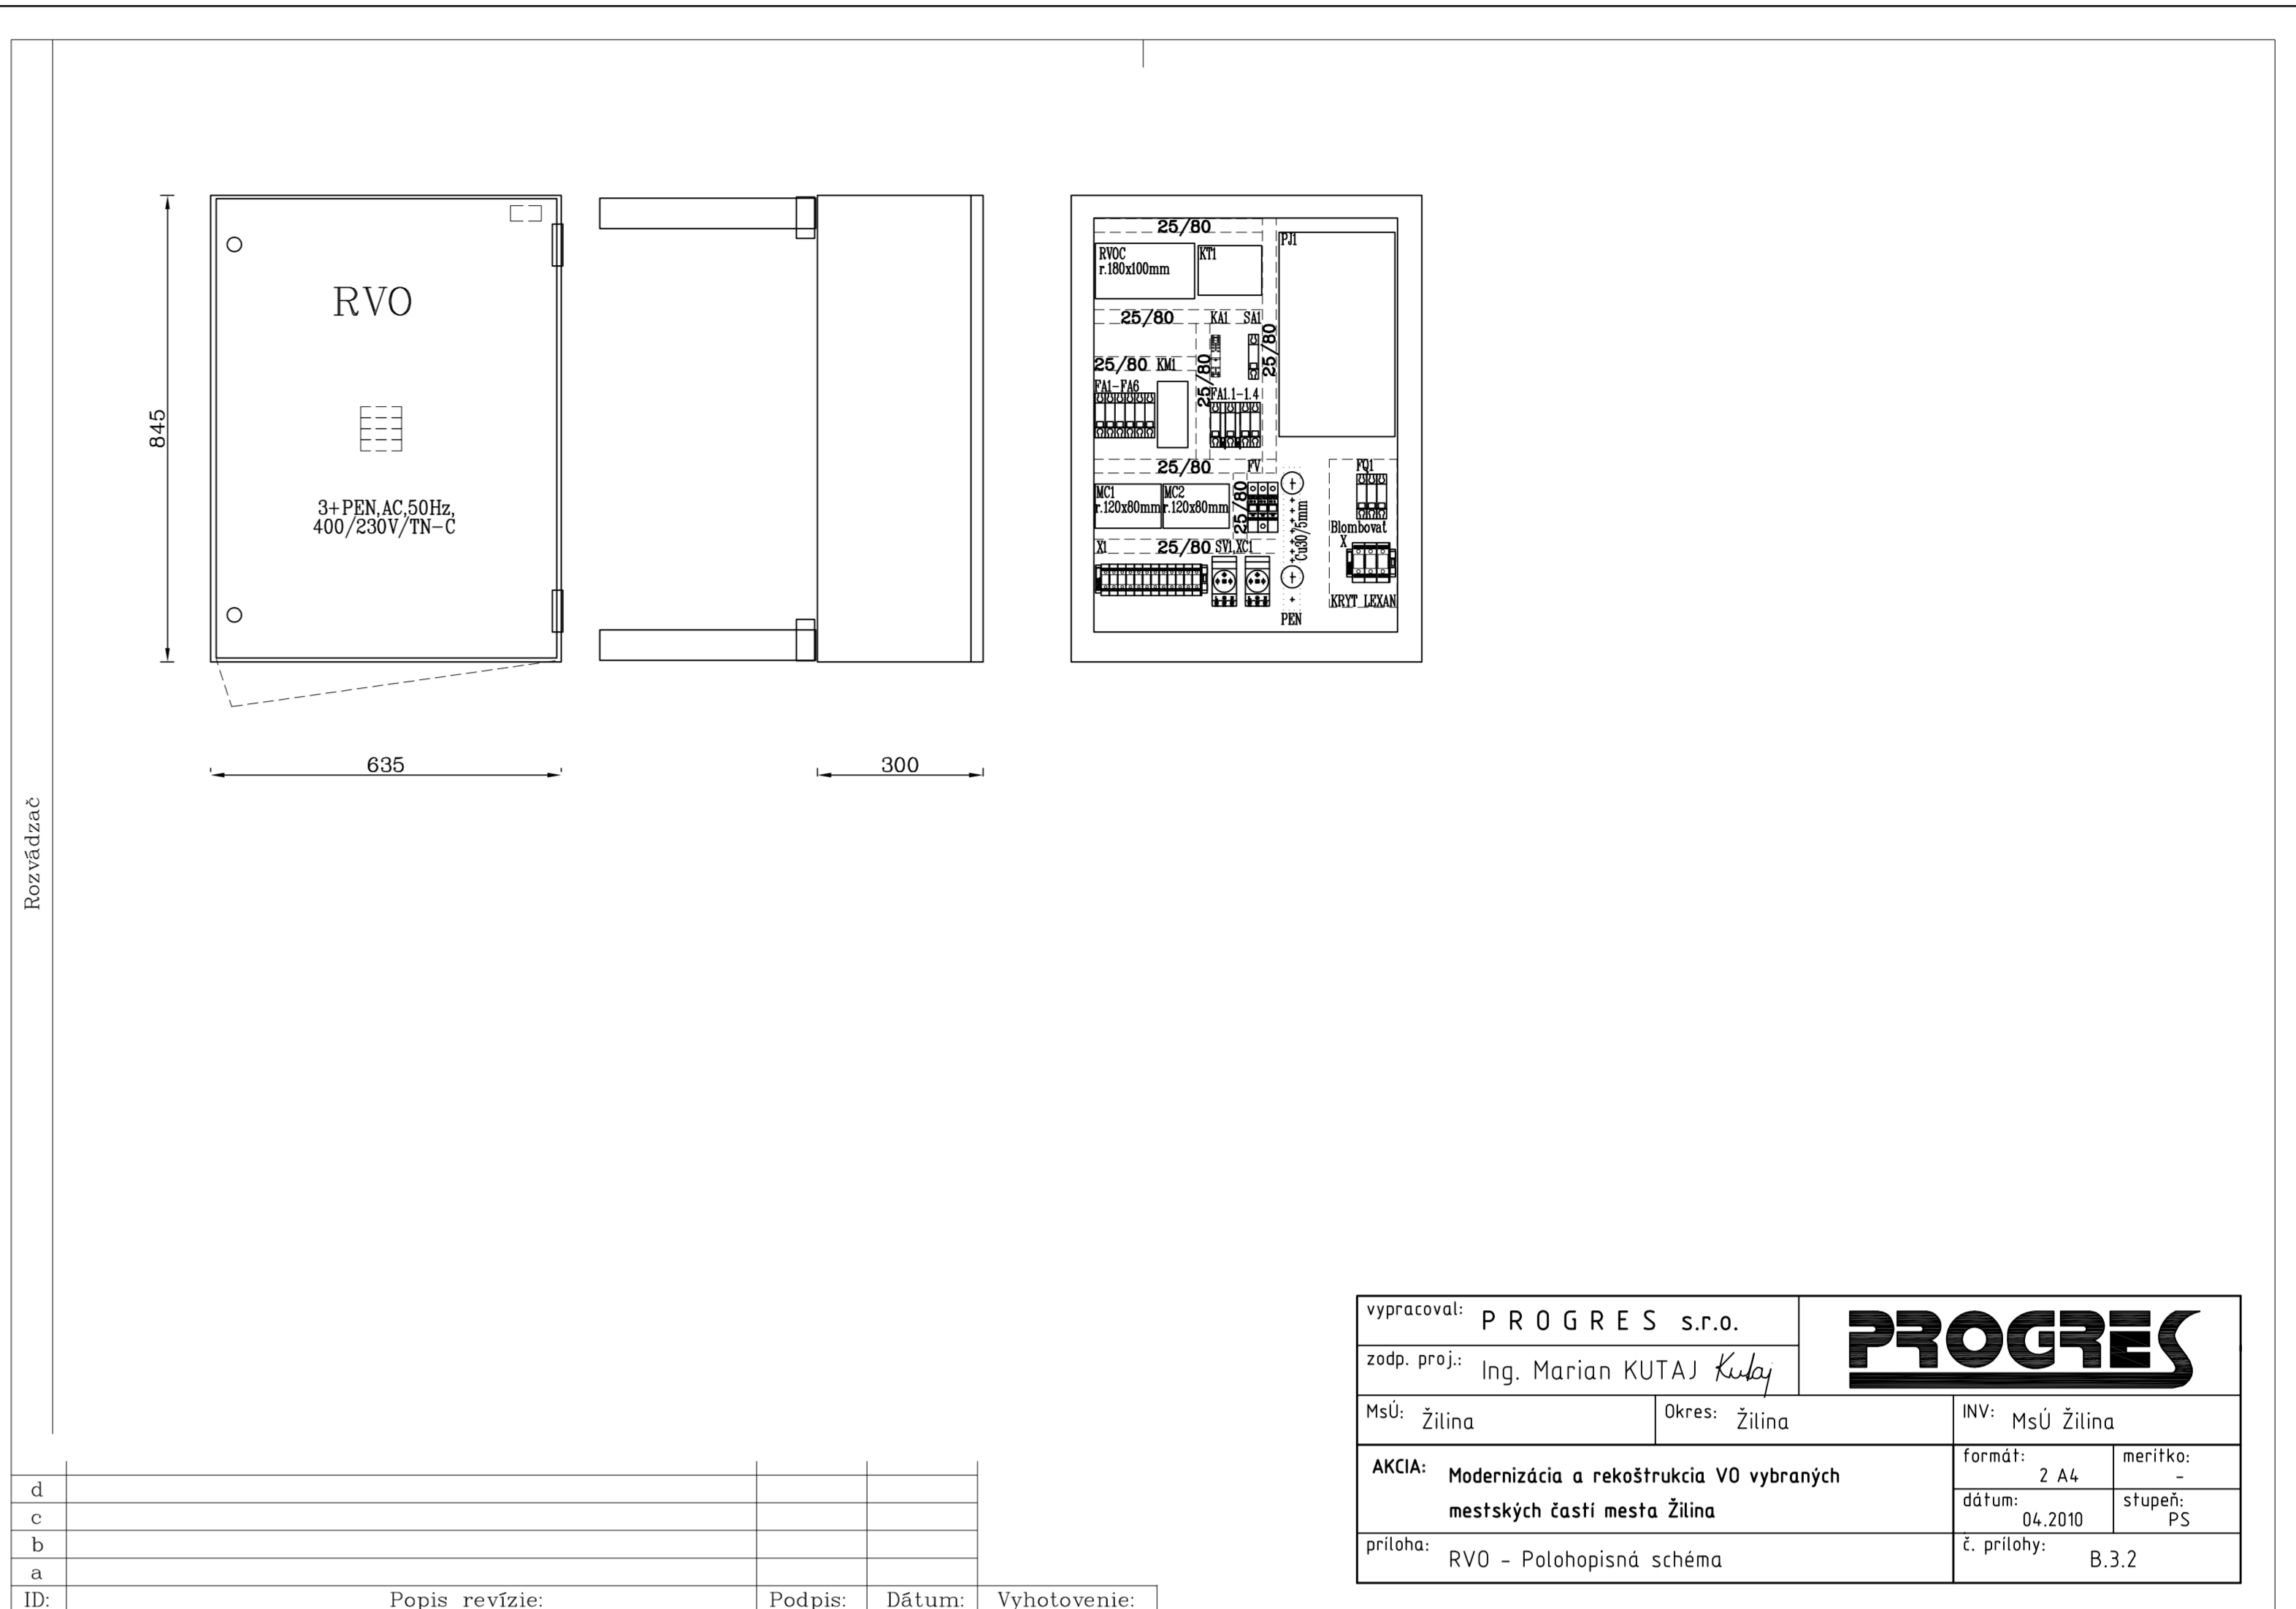 Rozvádzač
845
RVO
3+PEN,AC,50Hz,
400/230V/TN-C
635
300
25/80
RVOC
r.180x100mm
KT1
PJ1
25/80
KA1
SA1
25/80
25/80
KM1
25/80
FA1-FA6
FA1.1-1.4
25/80
FV
FQ1
MC1
r.120x80mm
MC2
r.120x80mm
25/80
Cu30/5mm
Blombovat
X
X1
25/80
SV1,XC1
KRYT LEXAN
PEN
vypracoval: PROGRES s.r.o.
PROGRES
zodp. proj.: Ing. Marian KUTAJ Kutaj
MsÚ: Žilina
Okres: Žilina
INV: MsÚ Žilina
AKCIA: Modernizácia a rekoštrukcia VO vybraných
mestských častí mesta Žilina
formát: 2 A4
merítko: -
dátum: 04.2010
stupeň: PS
príloha: RVO - Polohopisná schéma
č. prílohy: B.3.2
d
c
b
a
ID: Popis revízie: Podpis: Dátum: Vyhotovenie: